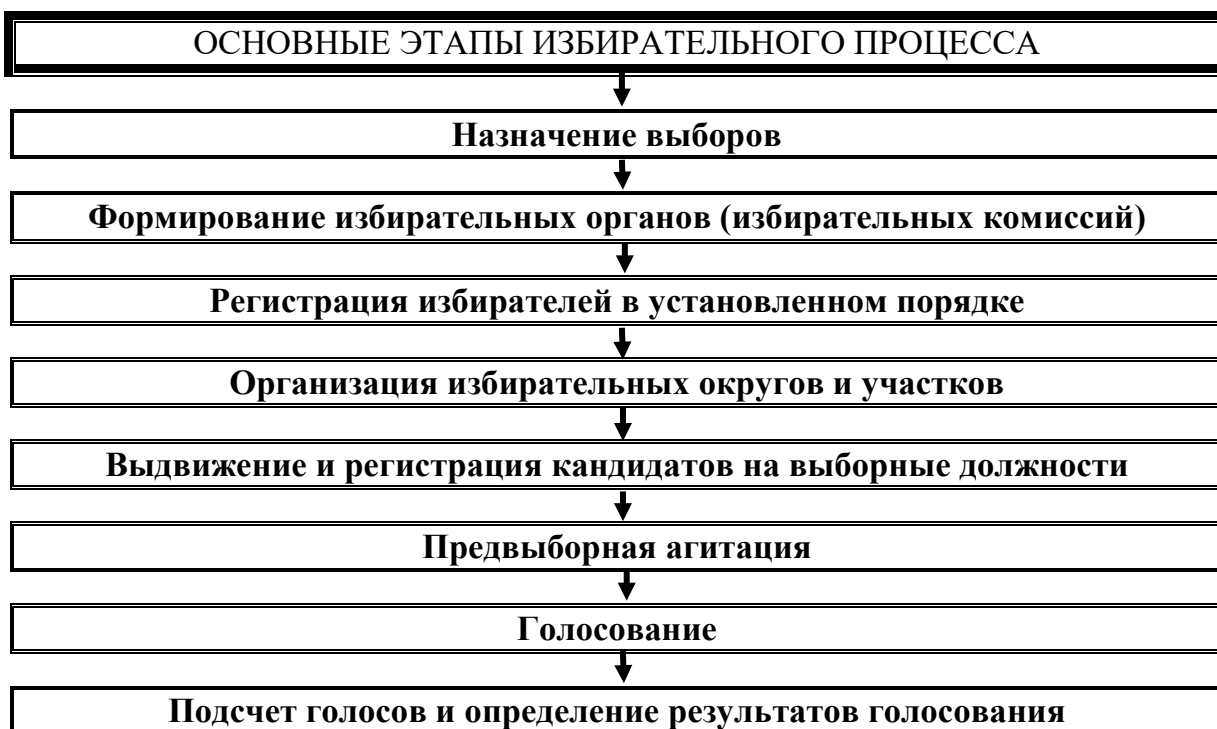 ОСНОВНЫЕ ЭТАПЫ ИЗБИРАТЕЛЬНОГО ПРОЦЕССА
Назначение выборов
Формирование избирательных органов (избирательных комиссий)
Регистрация избирателей в установленном порядке
Организация избирательных округов и участков
Выдвижение и регистрация кандидатов на выборные должности
Предвыборная агитация
Голосование
Подсчет голосов и определение результатов голосования